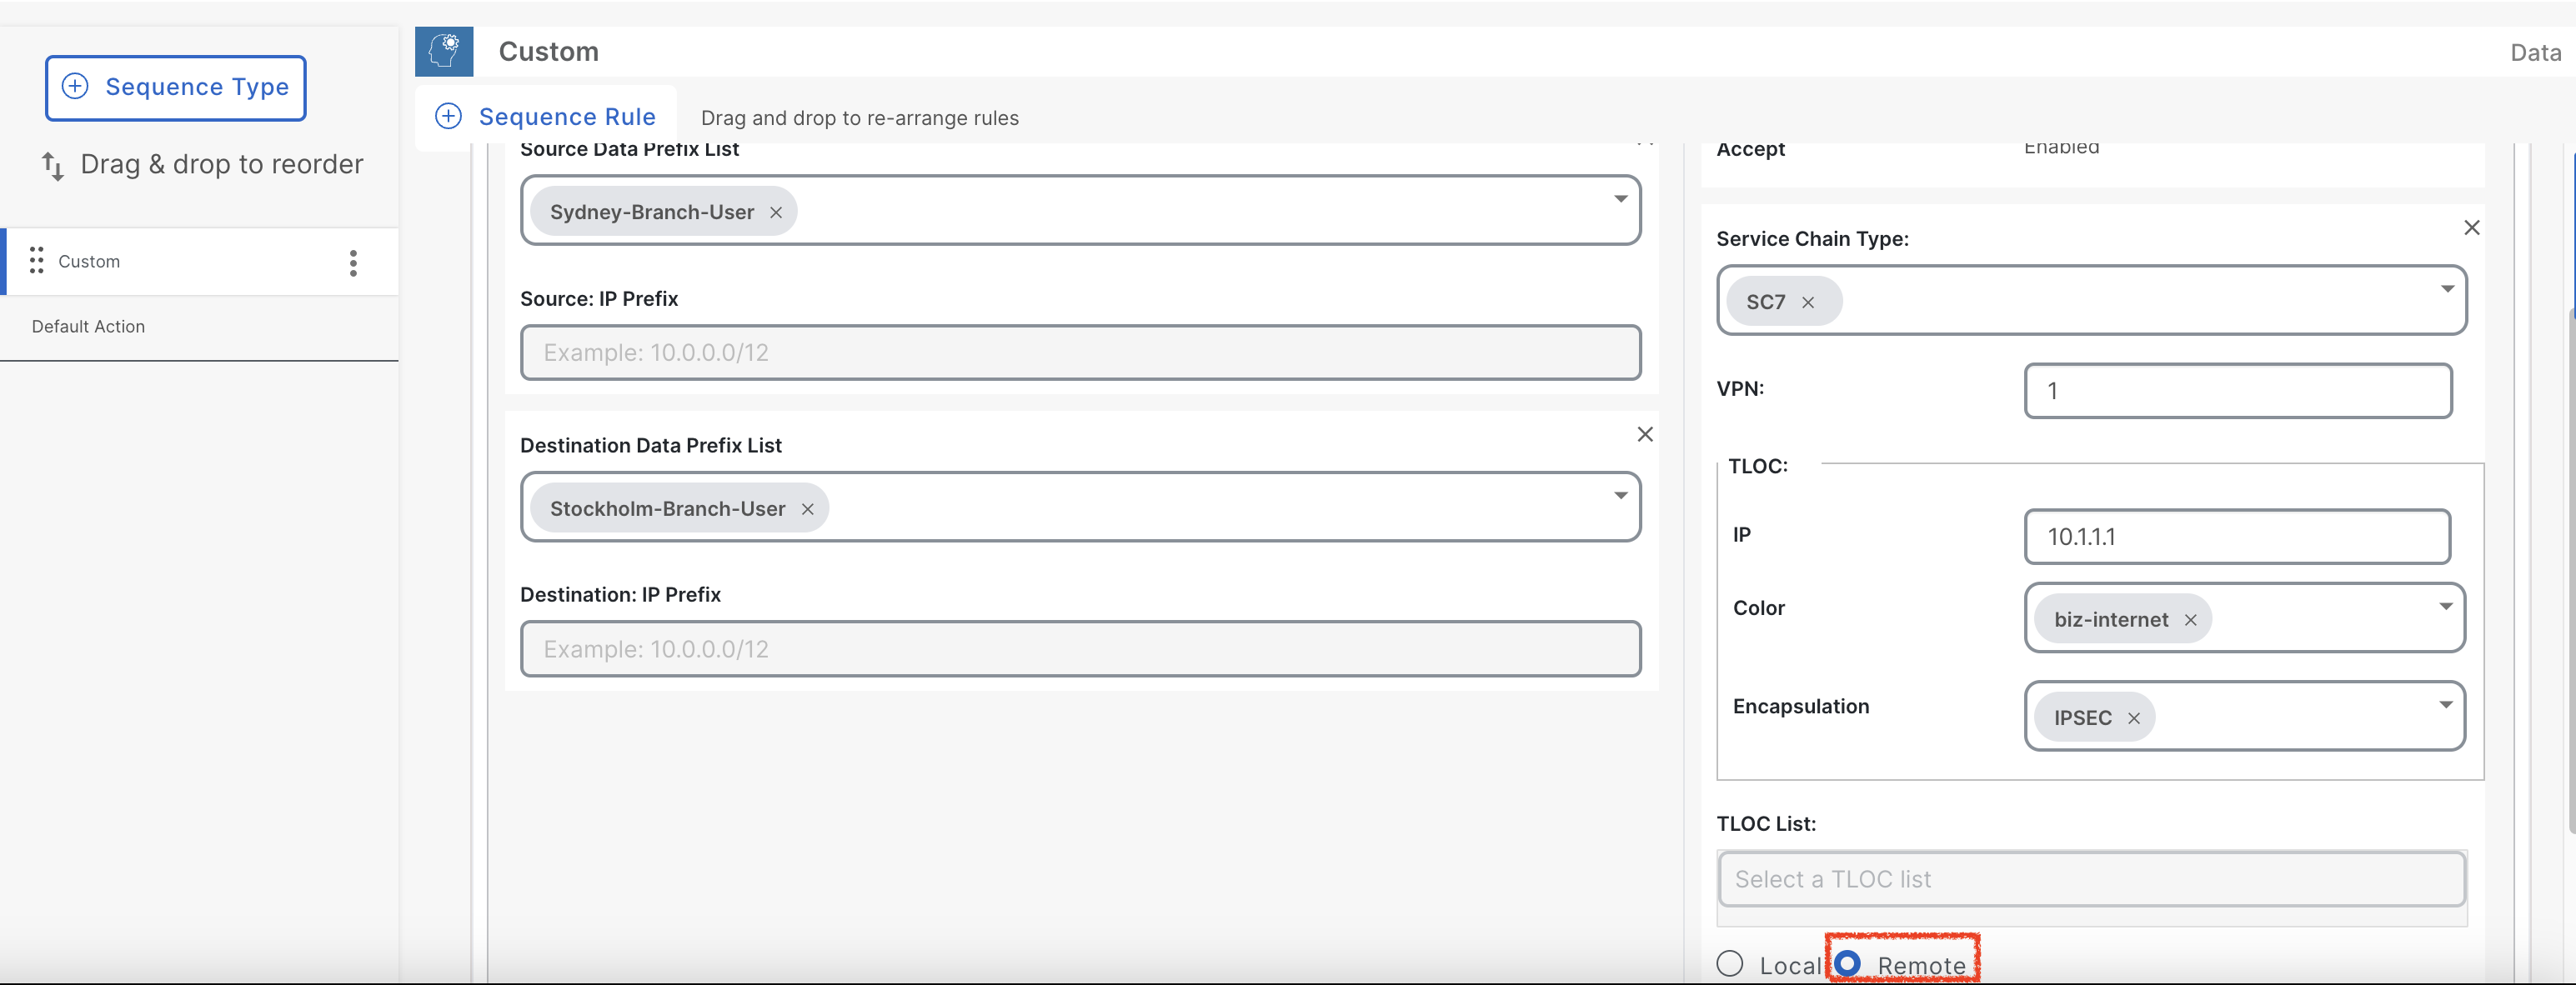 Sequence Type
Drag & drop to reorder
Custom
Default Action
Custom
Data
Sequence Rule
Drag and drop to re-arrange rules
Source Data Prefix List
Sydney-Branch-User
Source: IP Prefix
Example: 10.0.0.0/12
Destination Data Prefix List
Stockholm-Branch-User
Destination: IP Prefix
Example: 10.0.0.0/12
Accept Enabled
Service Chain Type:
SC7
VPN: 1
TLOC:
IP 10.1.1.1
Color biz-internet
Encapsulation IPSEC
TLOC List:
Select a TLOC list
Local Remote